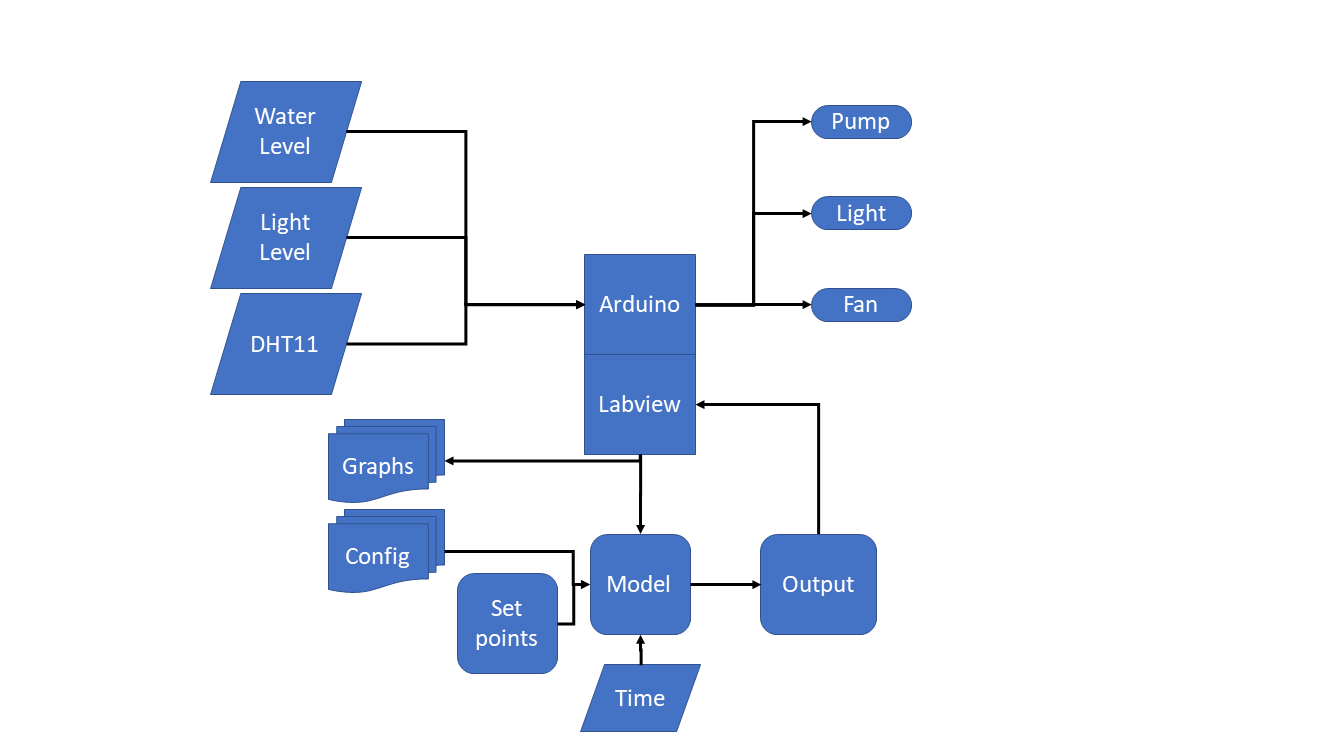 Water
Level
Pump
Light
Level
Light
Arduino
Fan
DHT11
Labview
Graphs
Config
Set
points
Model
Output
Time